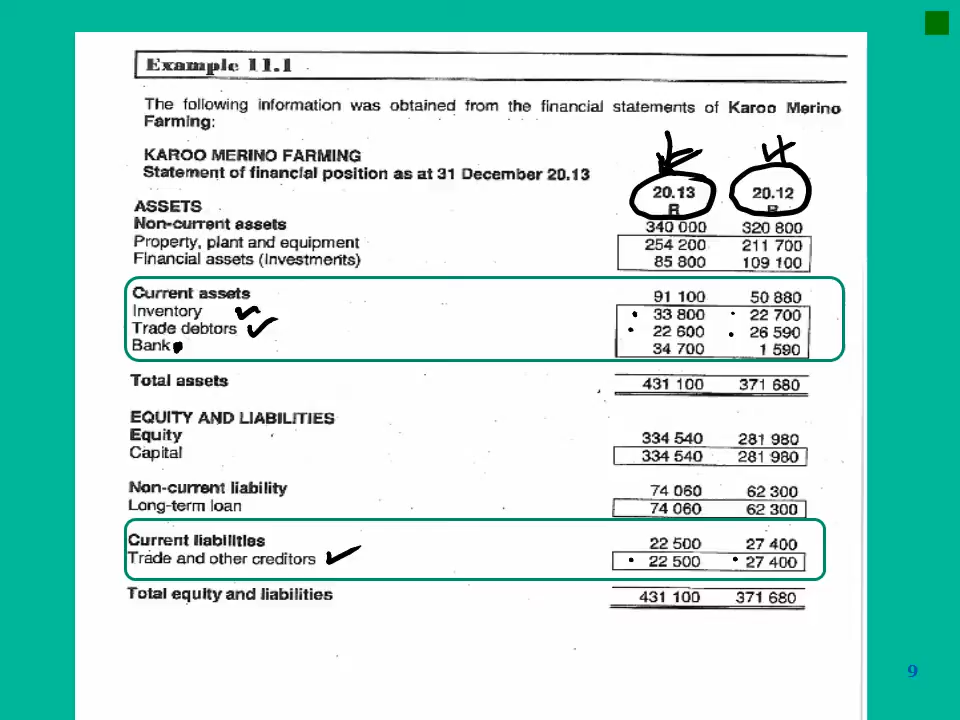 Example 11.1
The following information was obtained from the financial statements of Karoo Merino
Farming:
KAROO MERINO FARMING
Statement of financial position as at 31 December 20.13
20.13 20.12
ASSETS R R
Non-current assets 340 000 320 800
Property, plant and equipment 254 200 211 700
Financial assets (Investments) 85 800 109 100
Current assets 91 100 50 880
Inventory 33 800 22 700
Trade debtors 22 600 26 590
Bank 34 700 1 590
Total assets 431 100 371 680
EQUITY AND LIABILITIES
Equity 334 540 281 980
Capital 334 540 281 980
Non-current liability 74 060 62 300
Long-term loan 74 060 62 300
Current liabilities 22 500 27 400
Trade and other creditors 22 500 27 400
Total equity and liabilities 431 100 371 680
9